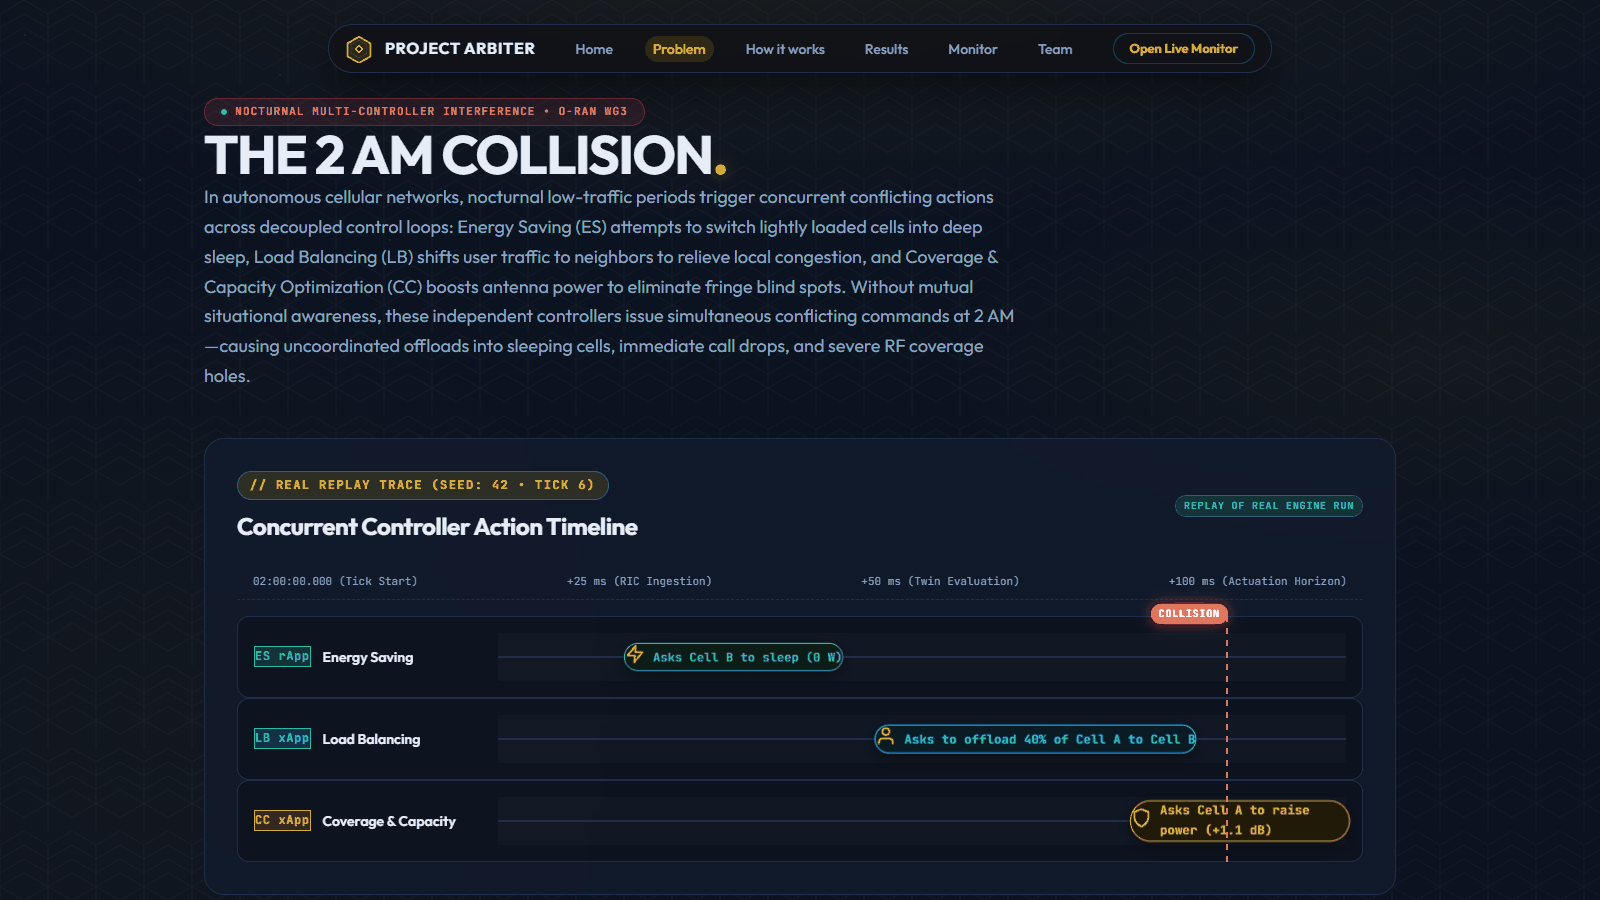 PROJECT ARBITER
Home
Problem
How it works
Results
Monitor
Team
Open Live Monitor
NOCTURNAL MULTI-CONTROLLER INTERFERENCE • O-RAN WG3
THE 2 AM COLLISION.
In autonomous cellular networks, nocturnal low-traffic periods trigger concurrent conflicting actions
across decoupled control loops: Energy Saving (ES) attempts to switch lightly loaded cells into deep
sleep, Load Balancing (LB) shifts user traffic to neighbors to relieve local congestion, and Coverage &
Capacity Optimization (CC) boosts antenna power to eliminate fringe blind spots. Without mutual
situational awareness, these independent controllers issue simultaneous conflicting commands at 2 AM
—causing uncoordinated offloads into sleeping cells, immediate call drops, and severe RF coverage
holes.
// REAL REPLAY TRACE (SEED: 42 • TICK 6)
REPLAY OF REAL ENGINE RUN
Concurrent Controller Action Timeline
02:00:00.000 (Tick Start)
+25 ms (RIC Ingestion)
+50 ms (Twin Evaluation)
+100 ms (Actuation Horizon)
COLLISION
ES rApp
Energy Saving
Asks Cell B to sleep (0 W)
LB xApp
Load Balancing
Asks to offload 40% of Cell A to Cell B
CC xApp
Coverage & Capacity
Asks Cell A to raise
power (+1.1 dB)